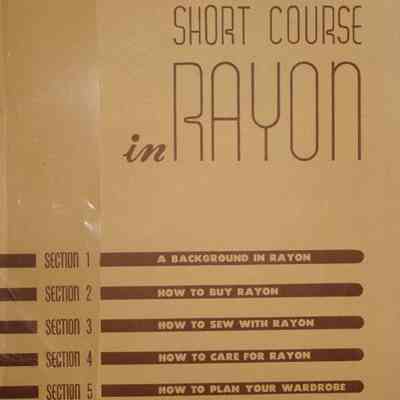 SHORT COURSE
in RAYON
SECTION 1 A BACKGROUND IN RAYON
SECTION 2 HOW TO BUY RAYON
SECTION 3 HOW TO SEW WITH RAYON
SECTION 4 HOW TO CARE FOR RAYON
SECTION 5 HOW TO PLAN YOUR WARDROBE